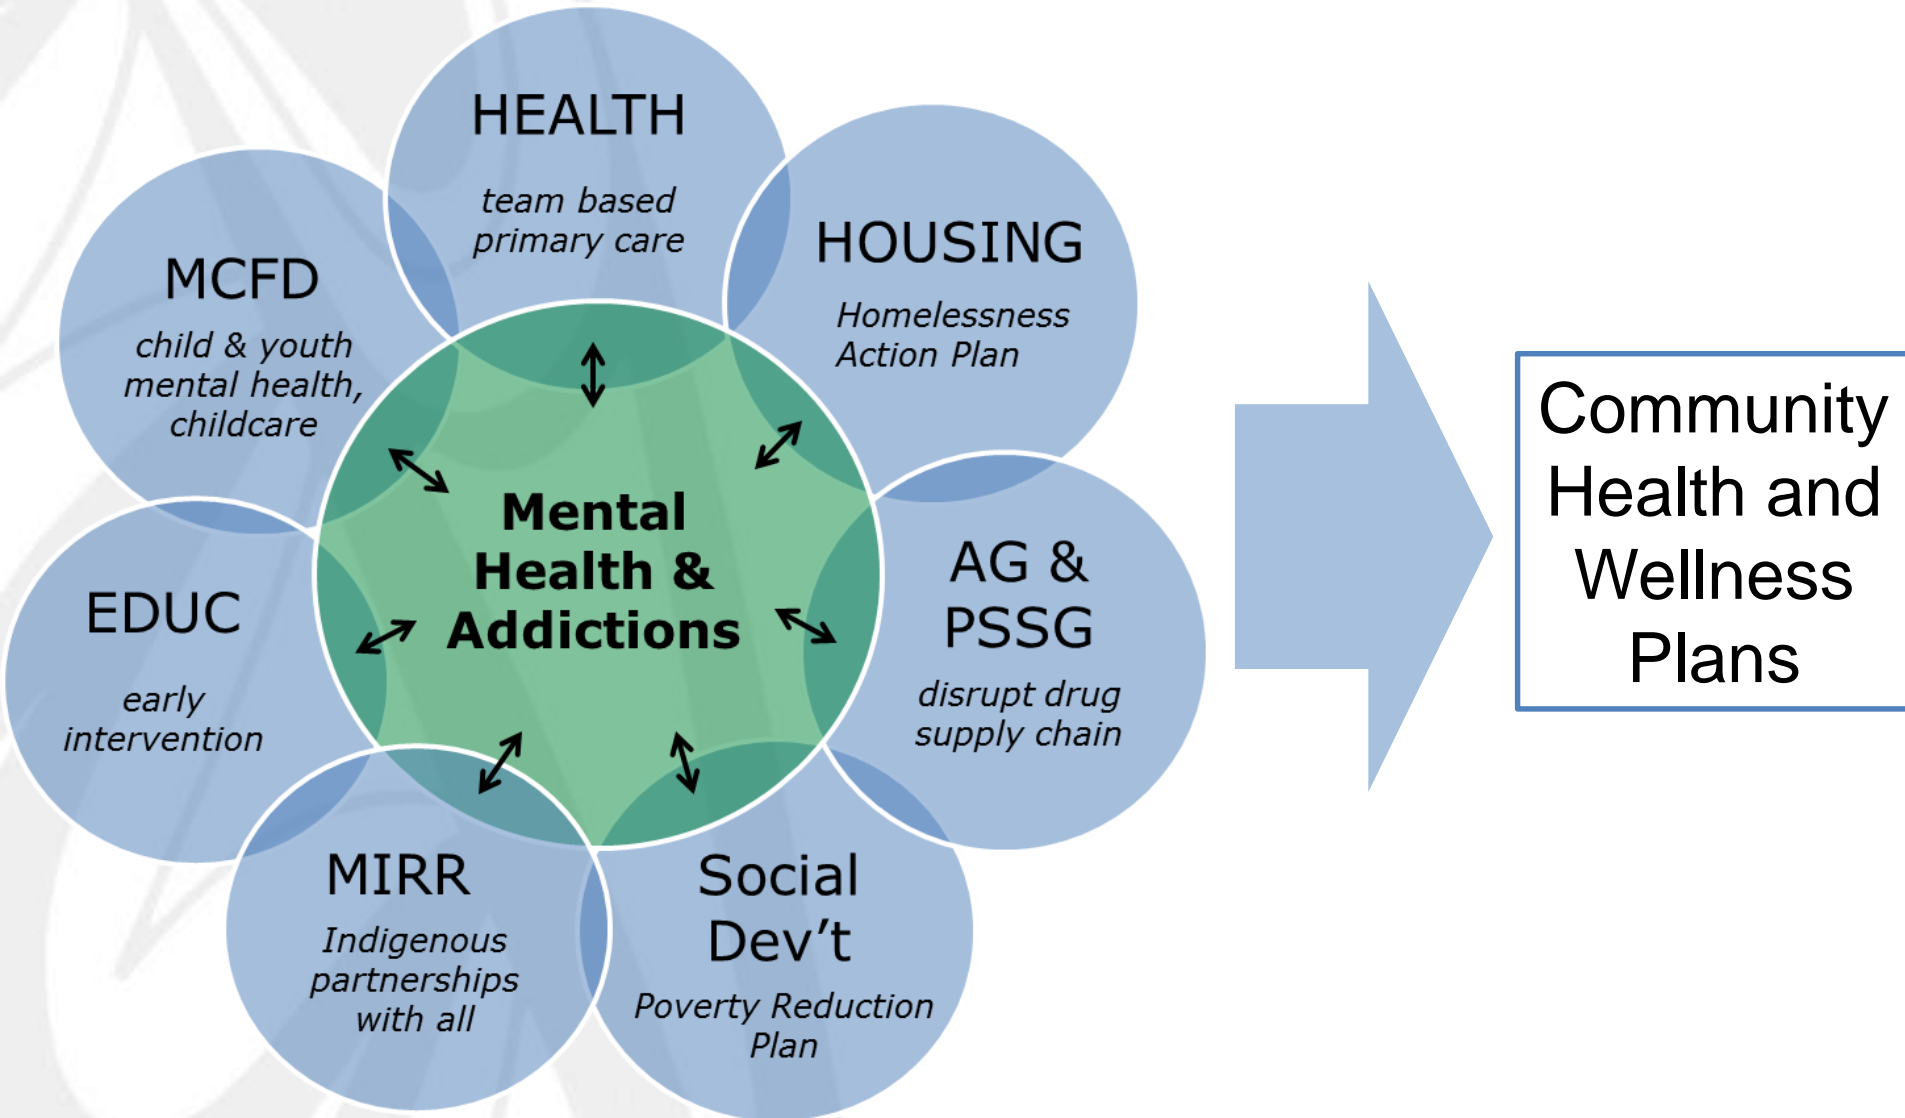 HEALTH
team based
primary care
HOUSING
Homelessness
Action Plan
AG &
PSSG
disrupt drug
supply chain
Social
Dev’t
Poverty Reduction
Plan
MIRR
Indigenous
partnerships
with all
EDUC
early
intervention
MCFD
child & youth
mental health,
childcare
Mental
Health &
Addictions
Community
Health and
Wellness
Plans